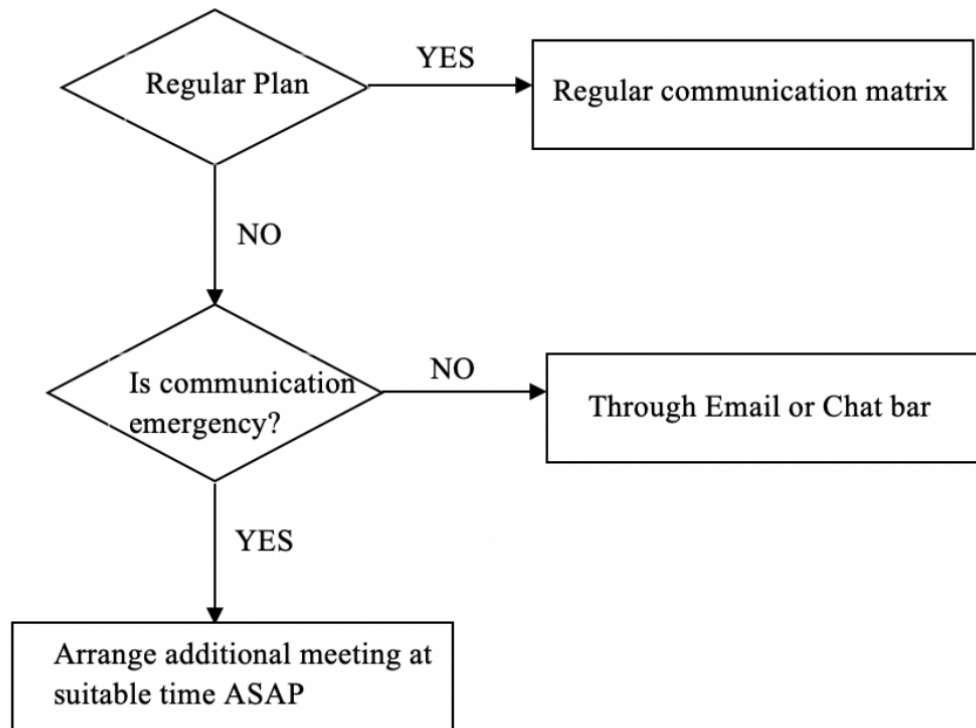 Regular Plan
YES
Regular communication matrix
NO
Is communication
emergency?
NO
Through Email or Chat bar
YES
Arrange additional meeting at
suitable time ASAP